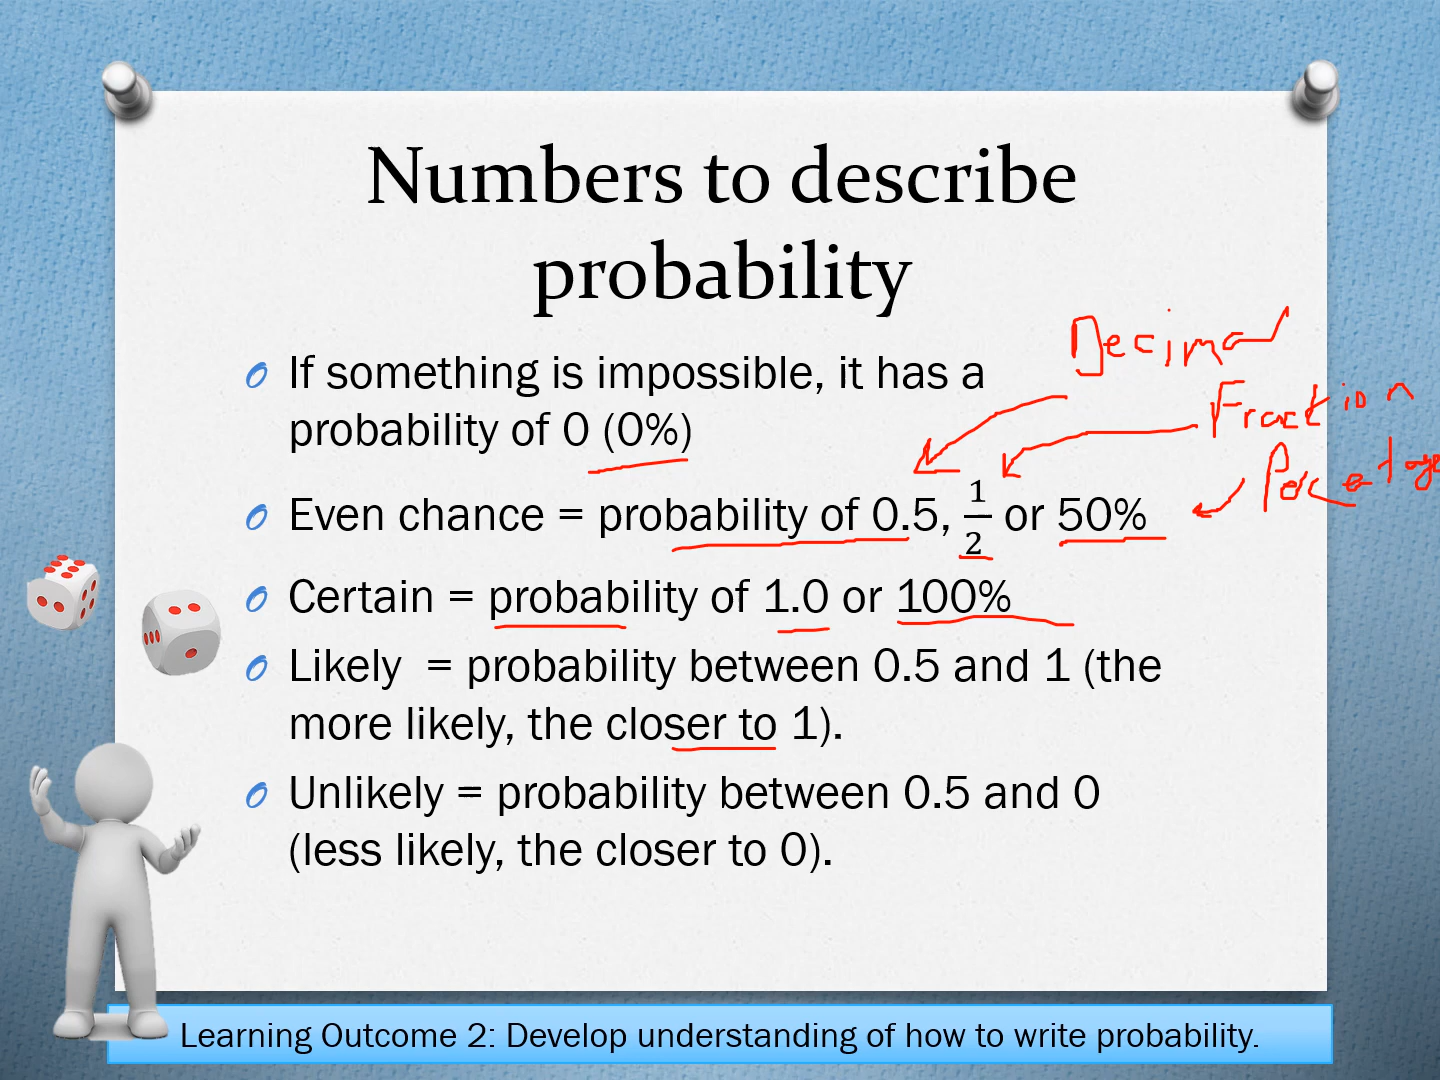 Numbers to describe
probability
Decimal
If something is impossible, it has a
Fraction
probability of 0 (0%)
Even chance = probability of 0.5, 1/2 or 50%
Certain = probability of 1.0 or 100%
Likely = probability between 0.5 and 1 (the
more likely, the closer to 1).
Unlikely = probability between 0.5 and 0
(less likely, the closer to 0).
Learning Outcome 2: Develop understanding of how to write probability.